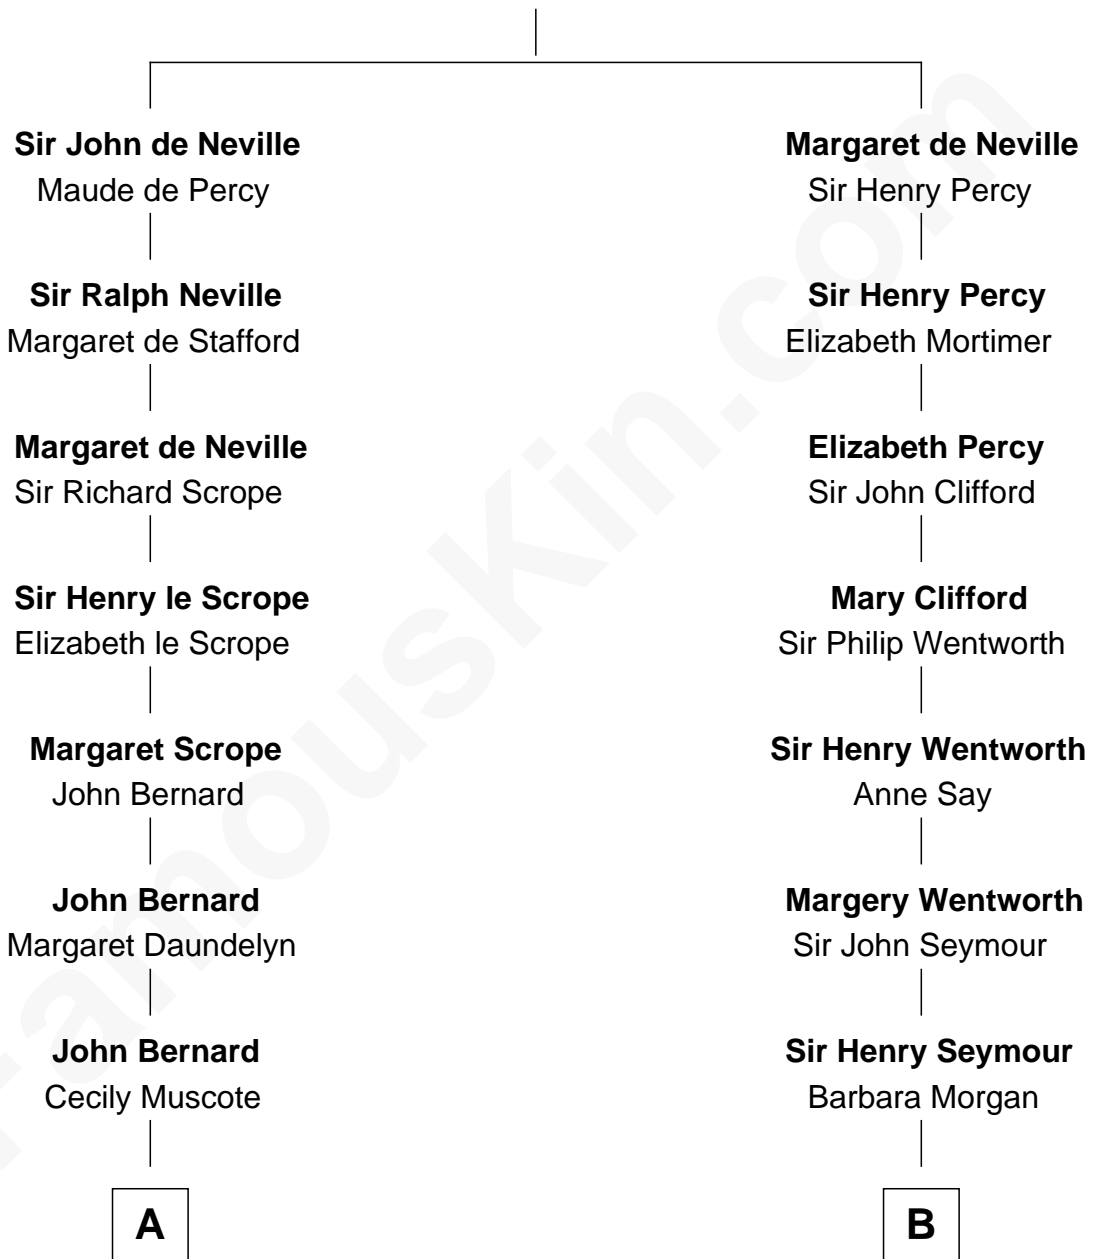 Sir John de Neville
Maude de Percy
Sir Ralph Neville
Margaret de Stafford
Margaret de Neville
Sir Richard Scrope
Sir Henry le Scrope
Elizabeth le Scrope
Margaret Scrope
John Bernard
John Bernard
Margaret Daundelyn
John Bernard
Cecily Muscote
A
Margaret de Neville
Sir Henry Percy
Sir Henry Percy
Elizabeth Mortimer
Elizabeth Percy
Sir John Clifford
Mary Clifford
Sir Philip Wentworth
Sir Henry Wentworth
Anne Say
Margery Wentworth
Sir John Seymour
Sir Henry Seymour
Barbara Morgan
B
FamousKin.com